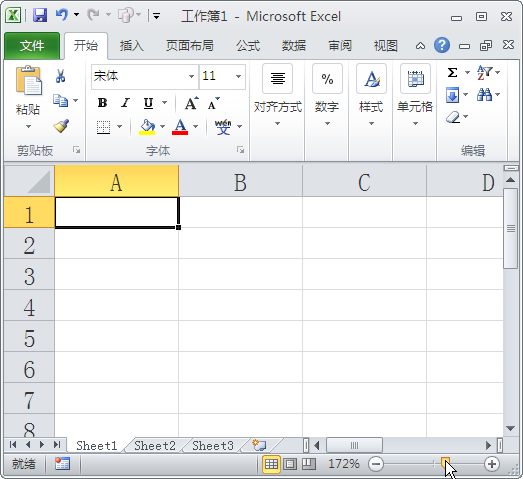 工作簿1 - Microsoft Excel
文件 开始 插入 页面布局 公式 数据 审阅 视图
宋体 11
粘贴 B I U A A 对齐方式 % 数字 A 样式 单元格 Σ A Z
A wén 文
剪贴板 字体 编辑
A B C D
1
2
3
4
5
6
7
8
Sheet1 Sheet2 Sheet3
就绪 172%